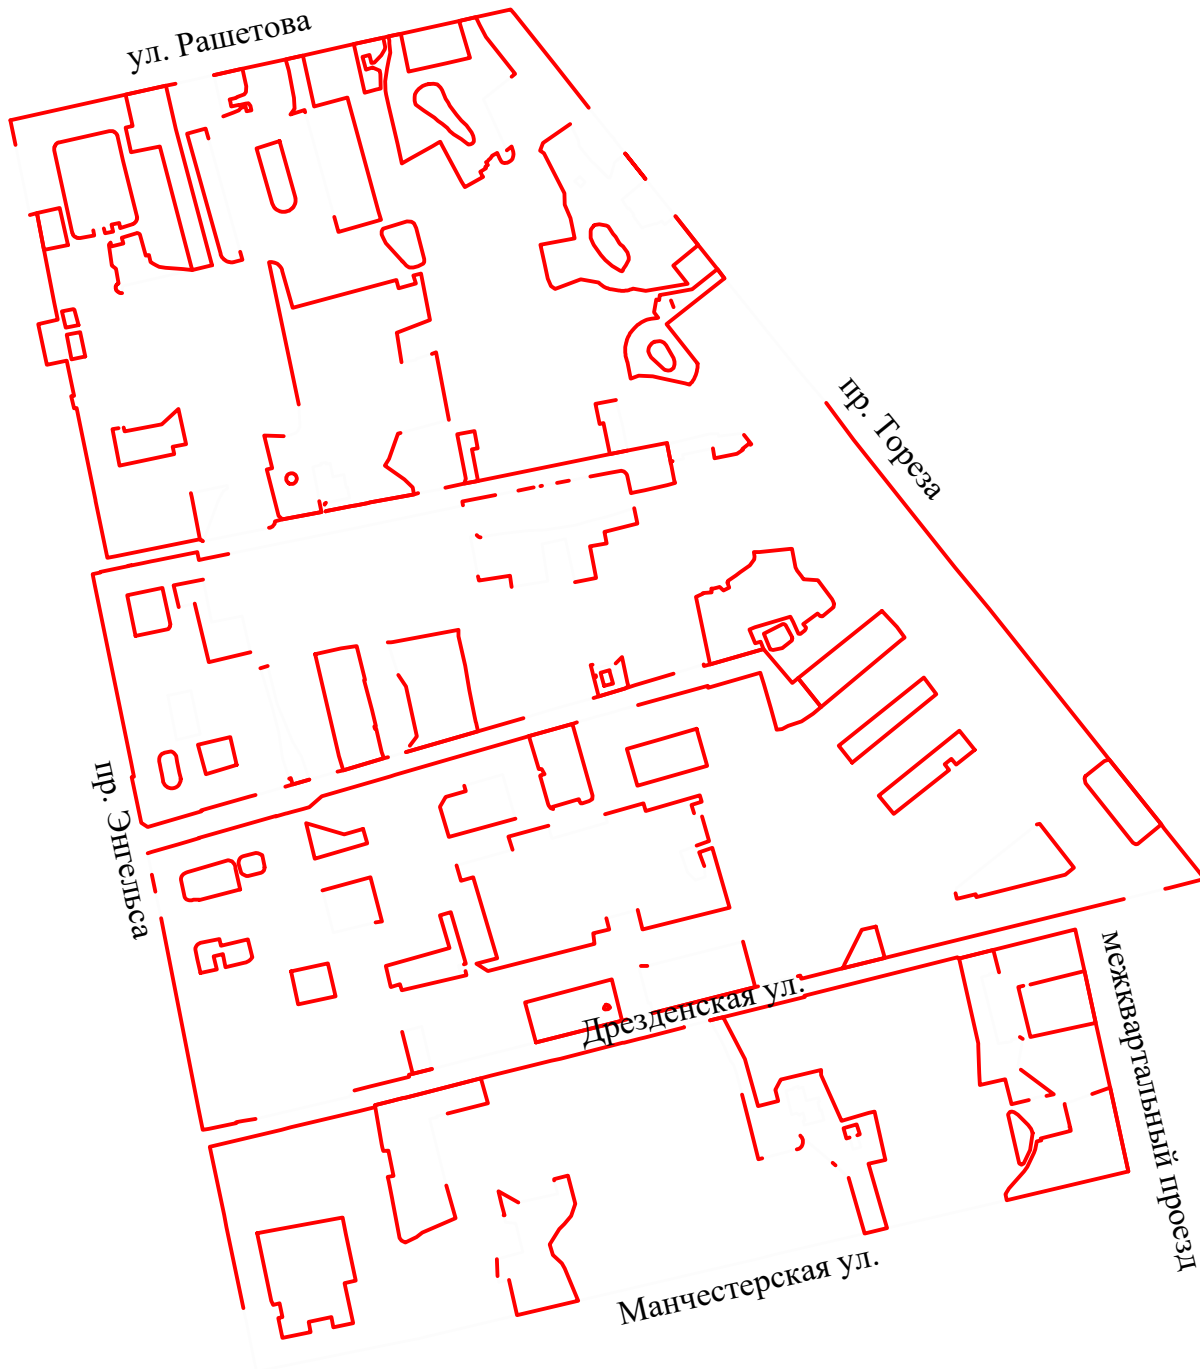 ул. Рашетова
пр. Тореза
пр. Энгельса
межквартальный проезд
Дрезденская ул.
Манчестерская ул.